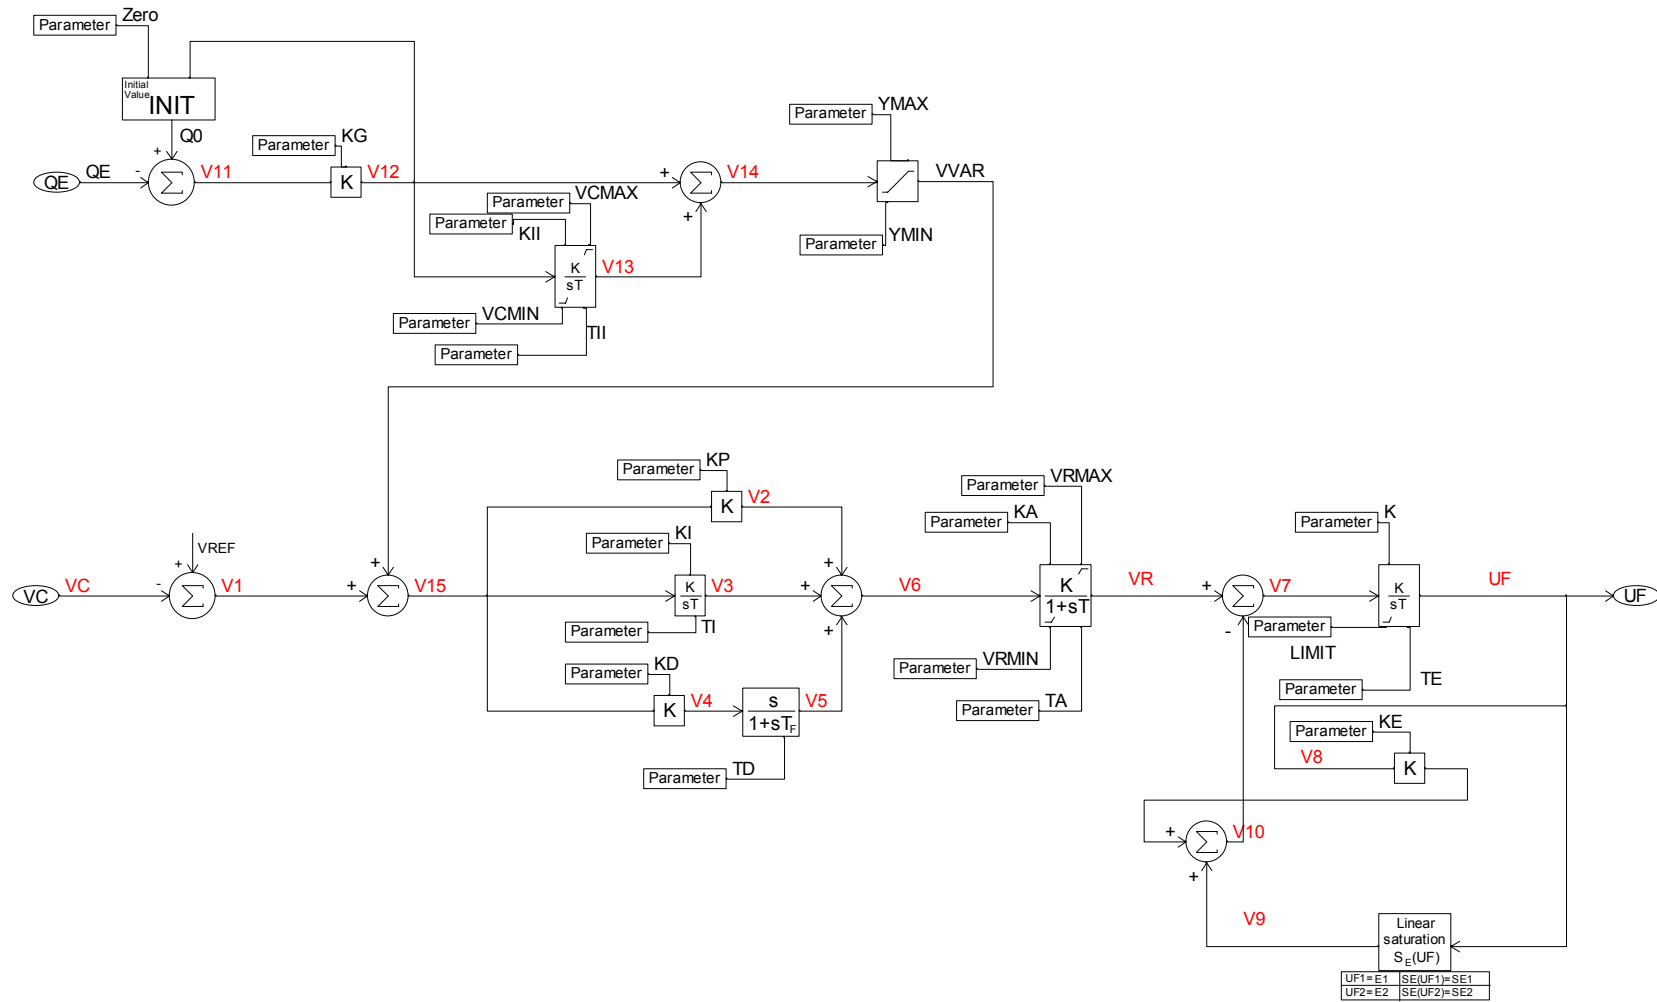 Zero
Parameter
Initial
Value
INIT
Q0
+
KG
Parameter
QE
QE
-
Σ
V11
K
V12
+
Σ
V14
+
YMAX
Parameter
VVAR
YMIN
Parameter
VCMAX
Parameter
Parameter
KII
K
sT
V13
VCMIN
Parameter
TII
Parameter
KP
Parameter
K
V2
VRMAX
Parameter
KA
Parameter
K
Parameter
VREF
+
KI
Parameter
VC
VC
-
Σ
V1
+
+
Σ
V15
K
sT
V3
+
+
+
Σ
V6
K
1+sT
VR
+
-
Σ
V7
K
sT
UF
UF
TI
Parameter
Parameter
LIMIT
KD
Parameter
K
V4
s
1+sTF
V5
VRMIN
Parameter
TA
Parameter
TE
Parameter
TD
Parameter
KE
Parameter
V8
K
+
Σ
V10
+
V9
Linear
saturation
SE(UF)
UF1=E1 SE(UF1)=SE1
UF2=E2 SE(UF2)=SE2